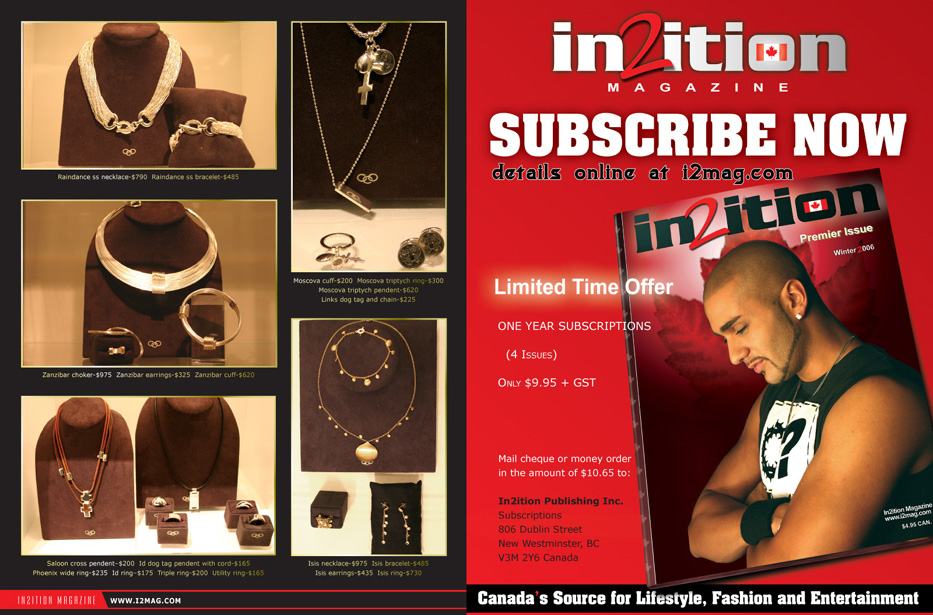 Raindance ss necklace-$790 Raindance ss bracelet-$485
Zanzibar choker-$975 Zanzibar earrings-$325 Zanzibar cuff-$620
Saloon cross pendent-$200 Id dog tag pendent with cord-$165
Phoenix wide ring-$235 Id ring-$175 Triple ring-$200 Utility ring-$165
Moscova cuff-$200 Moscova triptych ring-$300
Moscova triptych pendent-$620
Links dog tag and chain-$225
Isis necklace-$975 Isis bracelet-$485
Isis earrings-$435 Isis ring-$730
IN2ITION MAGAZINE WWW.I2MAG.COM
in2ition
MAGAZINE
SUBSCRIBE NOW
details online at i2mag.com
in2ition
Premier Issue
Winter 2006
Limited Time Offer
ONE YEAR SUBSCRIPTIONS
(4 ISSUES)
ONLY $9.95 + GST
Mail cheque or money order
in the amount of $10.65 to:
In2ition Publishing Inc.
Subscriptions
806 Dublin Street
New Westminster, BC
V3M 2Y6 Canada
?
In2ition Magazine
www.i2mag.com
$4.95 CAN.
Canada's Source for Lifestyle, Fashion and Entertainment